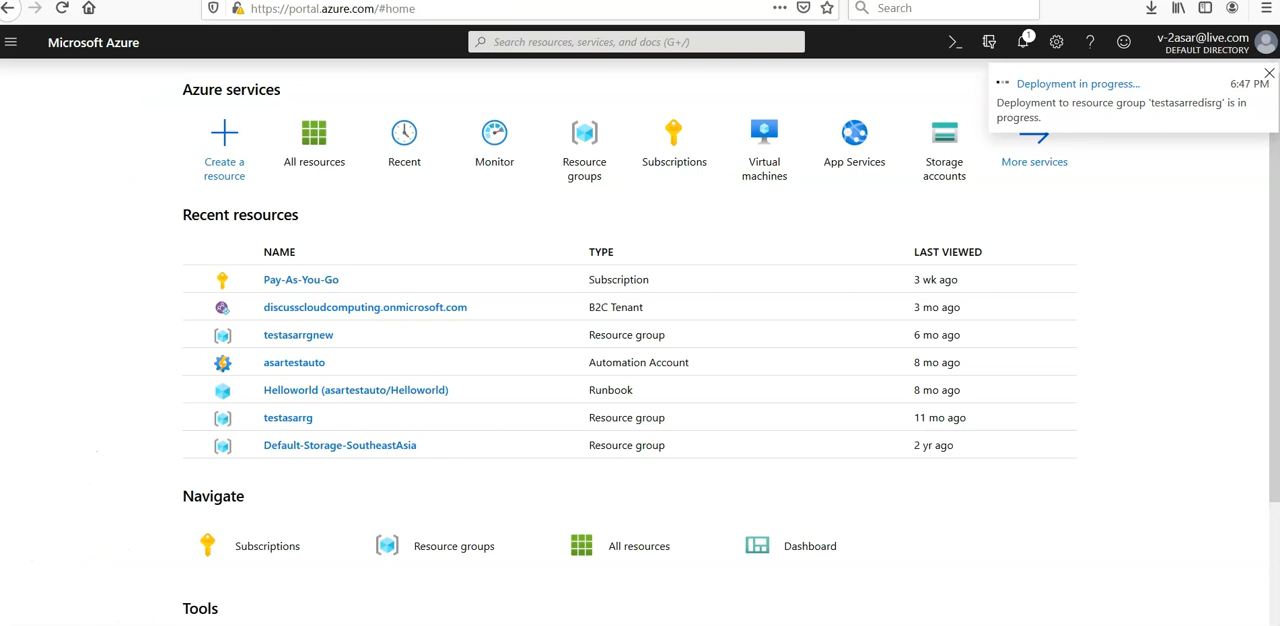 https://portal.azure.com/#home
Search
Microsoft Azure
Search resources, services, and docs (G+/)
1
v-2asar@live.com
DEFAULT DIRECTORY
Deployment in progress...
6:47 PM
Deployment to resource group 'testasarredisrg' is in
progress.
Azure services
Create a
resource
All resources
Recent
Monitor
Resource
groups
Subscriptions
Virtual
machines
App Services
Storage
accounts
More services
Recent resources
NAME TYPE LAST VIEWED
Pay-As-You-Go Subscription 3 wk ago
discusscloudcomputing.onmicrosoft.com B2C Tenant 3 mo ago
testasarrgnew Resource group 6 mo ago
asartestauto Automation Account 8 mo ago
Helloworld (asartestauto/Helloworld) Runbook 8 mo ago
testasarrg Resource group 11 mo ago
Default-Storage-SoutheastAsia Resource group 2 yr ago
Navigate
Subscriptions Resource groups All resources Dashboard
Tools